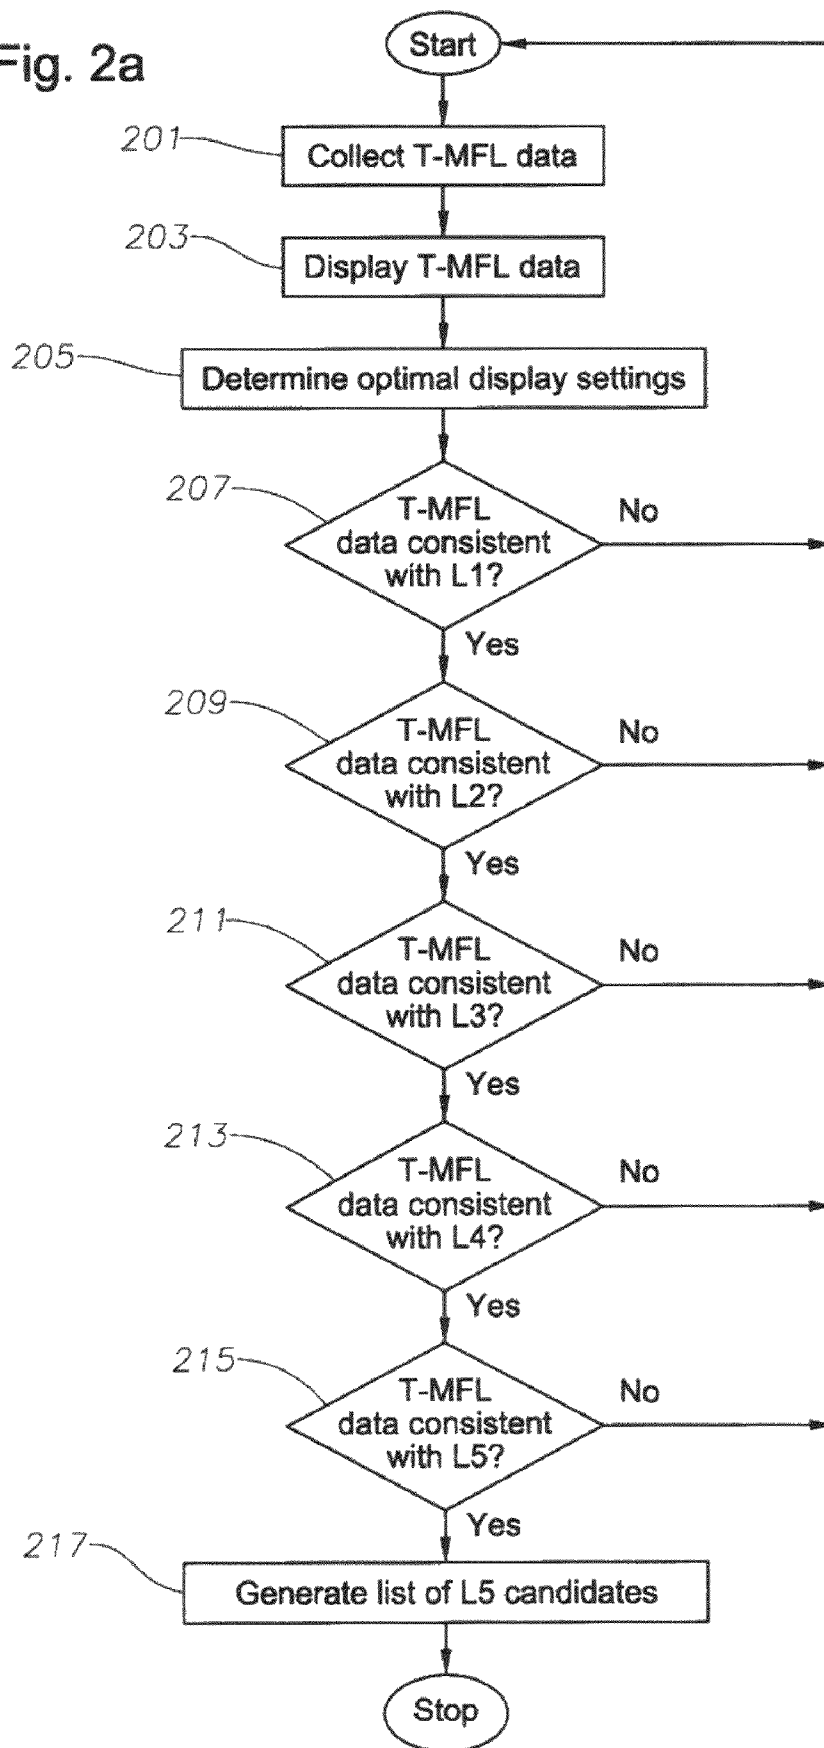 Fig. 2a
Start
201
Collect T-MFL data
203
Display T-MFL data
205
Determine optimal display settings
207
T-MFL
data consistent
with L1?
No
Yes
209
T-MFL
data consistent
with L2?
No
Yes
211
T-MFL
data consistent
with L3?
No
Yes
213
T-MFL
data consistent
with L4?
No
Yes
215
T-MFL
data consistent
with L5?
No
Yes
217
Generate list of L5 candidates
Stop